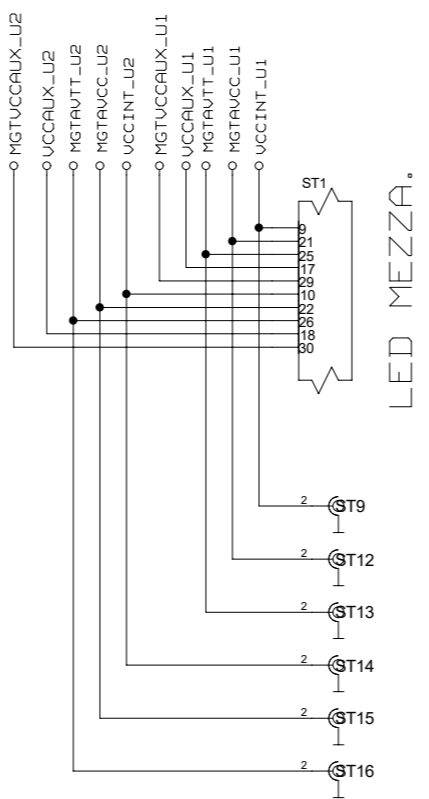 MGTVCCAUX_U2
VCCAUX_U2
MGTAVTT_U2
MGTAVCC_U2
VCCINT_U2
MGTVCCAUX_U1
VCCAUX_U1
MGTAVTT_U1
MGTAVCC_U1
VCCINT_U1
ST1
9
21
25
17
29
10
22
26
18
30
LED MEZZA.
2 ST9
2 ST12
2 ST13
2 ST14
2 ST15
2 ST16